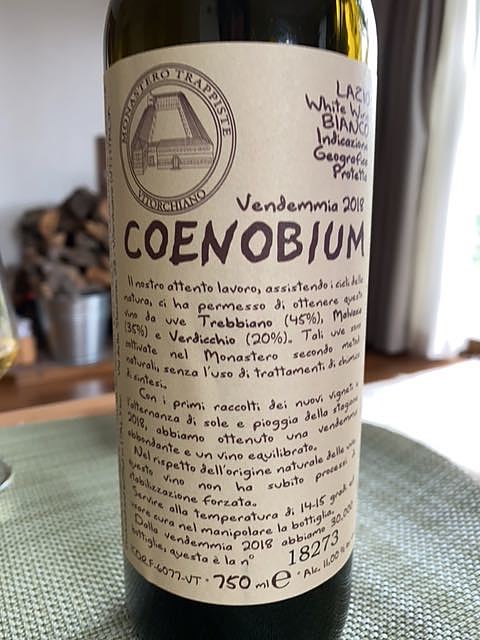 MONASTERO TRAPPISTE
VITORCHIANO
LAZIO
White Wine
BIANCO
Indicazione
Geografica
Protetta
Vendemmia 2018
COENOBIUM
Il nostro attento lavoro, assistendo i cicli della
natura, ci ha permesso di ottenere questo
vino da uve Trebbiano (45%), Malvasia
(35%) e Verdicchio (20%). Tali uve sono
coltivate nel Monastero secondo metodi
naturali, senza l'uso di trattamenti di chimica
di sintesi.
Con i primi raccolti dei nuovi vigneti e
l'alternanza di sole e pioggia della stagione
2018, abbiamo ottenuto una vendemmia
abbondante e un vino equilibrato.
Nel rispetto dell'origine naturale delle uve,
questo vino non ha subito processi di
stabilizzazione forzata.
Servire alla temperatura di 14-15 gradi ed
avere cura nel manipolare la bottiglia.
Dalla vendemmia 2018 abbiamo 30.000
bottiglie, questa è la n° 18273
750 ml e Alc. 11,00%